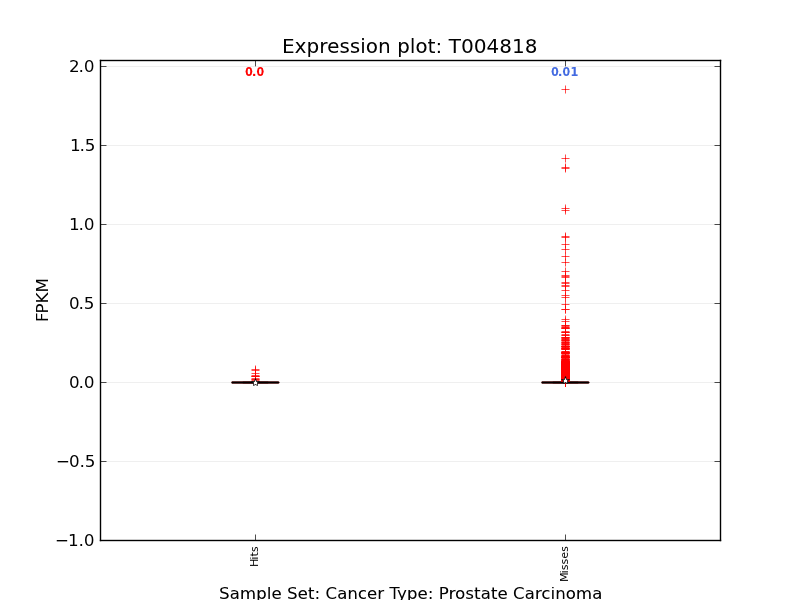 Expression plot: T004818
2.0
0.0
0.01
1.5
1.0
0.5
0.0
−0.5
−1.0
FPKM
Hits
Misses
Sample Set: Cancer Type: Prostate Carcinoma